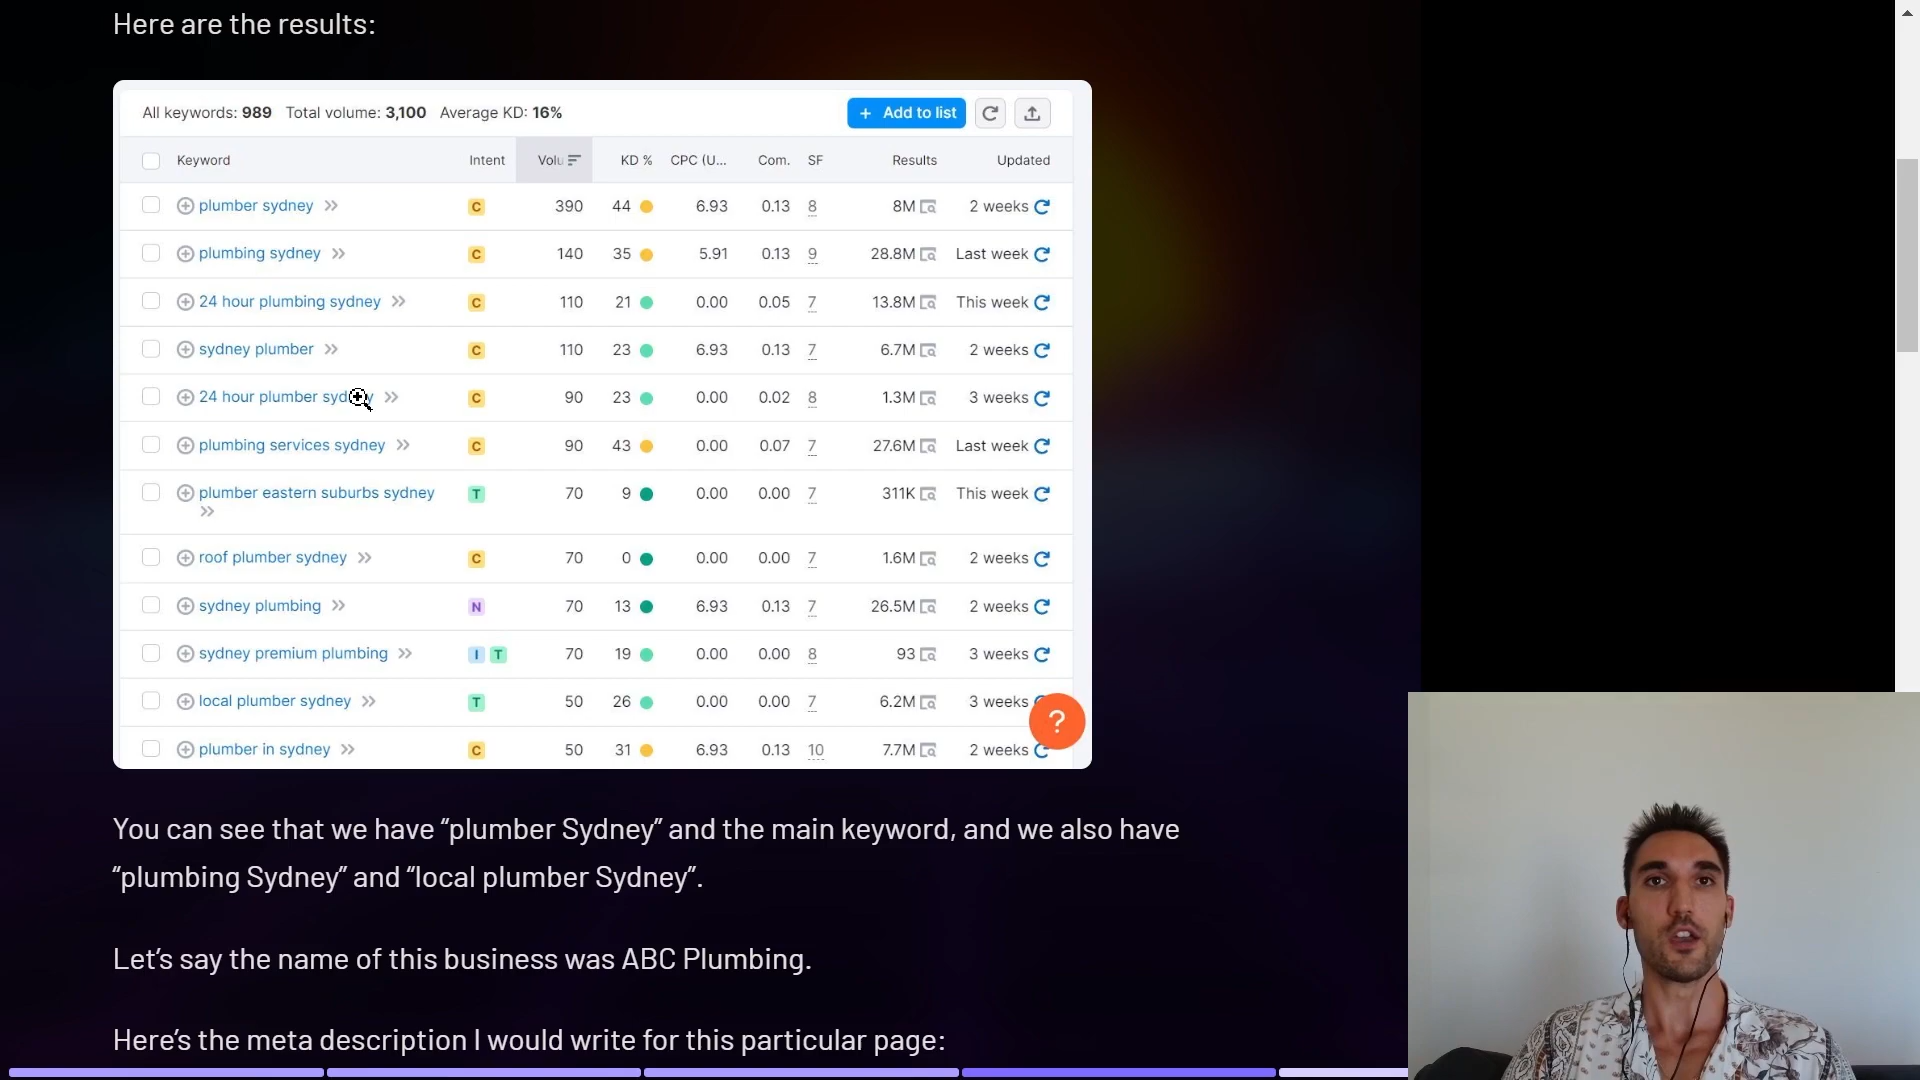 Here are the results:
All keywords: 989 Total volume: 3,100 Average KD: 16% + Add to list
Keyword Intent Volu KD % CPC (U... Com. SF Results Updated
plumber sydney C 390 44 6.93 0.13 8 8M 2 weeks
plumbing sydney C 140 35 5.91 0.13 9 28.8M Last week
24 hour plumbing sydney C 110 21 0.00 0.05 7 13.8M This week
sydney plumber C 110 23 6.93 0.13 7 6.7M 2 weeks
24 hour plumber sydney C 90 23 0.00 0.02 8 1.3M 3 weeks
plumbing services sydney C 90 43 0.00 0.07 7 27.6M Last week
plumber eastern suburbs sydney T 70 9 0.00 0.00 7 311K This week
roof plumber sydney C 70 0 0.00 0.00 7 1.6M 2 weeks
sydney plumbing N 70 13 6.93 0.13 7 26.5M 2 weeks
sydney premium plumbing I T 70 19 0.00 0.00 8 93 3 weeks
local plumber sydney T 50 26 0.00 0.00 7 6.2M 3 weeks
?
plumber in sydney C 50 31 6.93 0.13 10 7.7M 2 weeks
You can see that we have “plumber Sydney” and the main keyword, and we also have
“plumbing Sydney” and “local plumber Sydney”.
Let’s say the name of this business was ABC Plumbing.
Here’s the meta description I would write for this particular page: